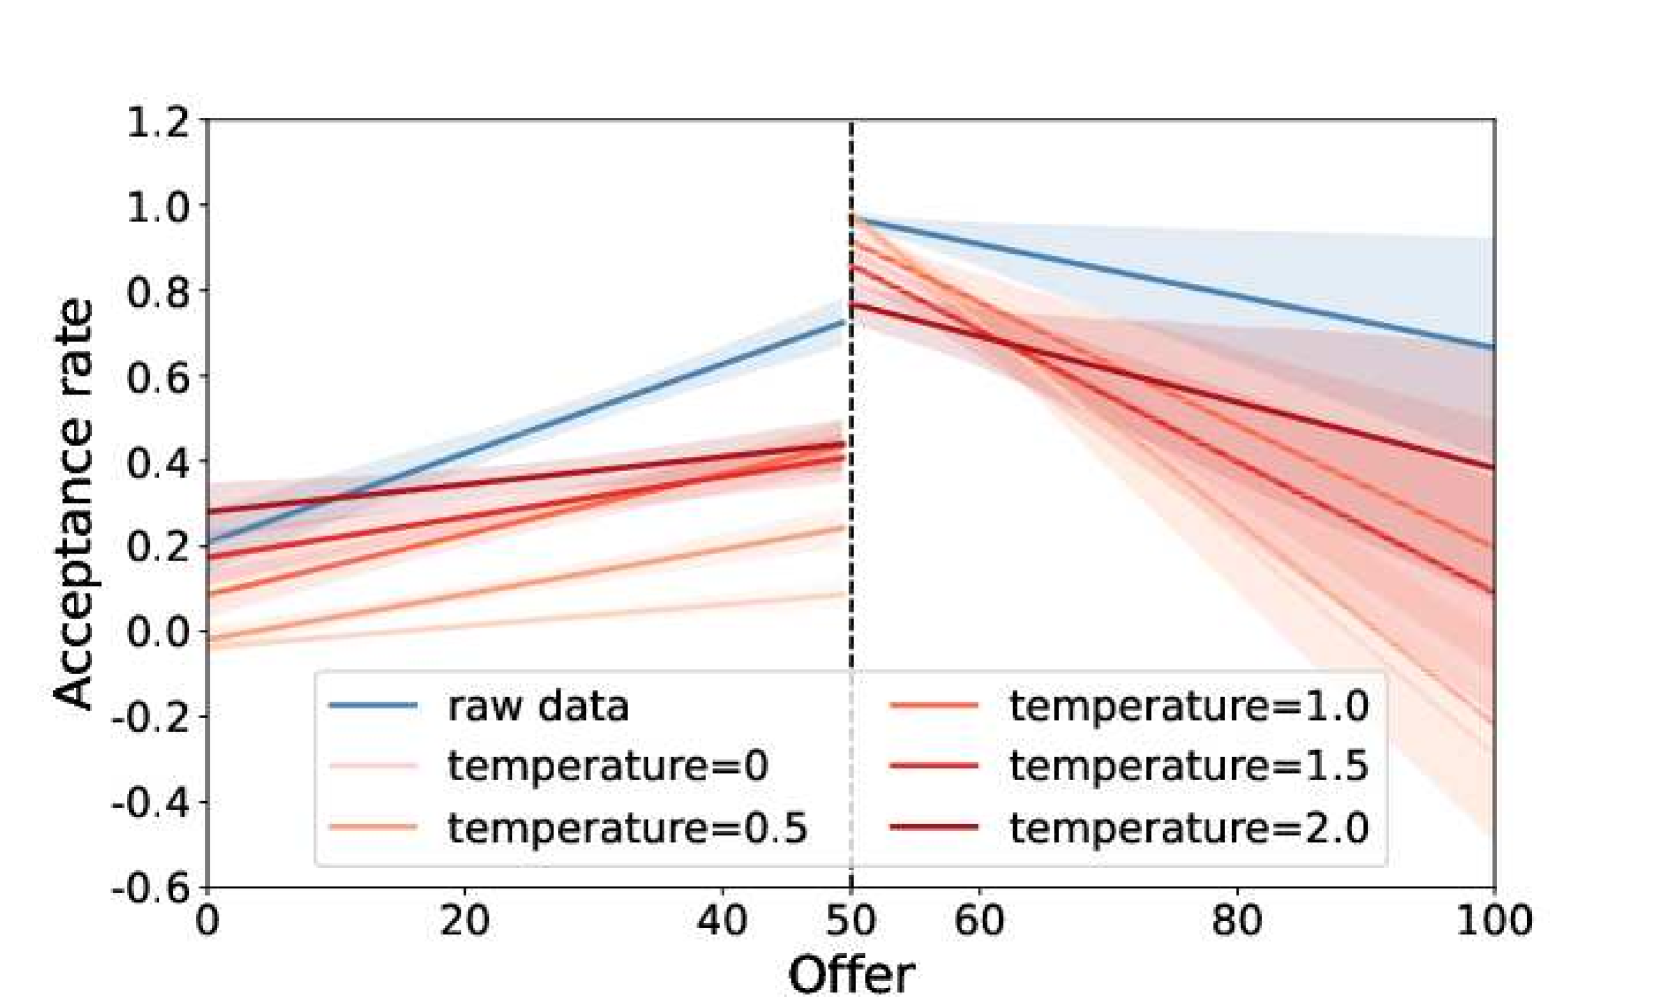 1.2
1.0
0.8
0.6
0.4
0.2
0.0
-0.2
-0.4
-0.6
Acceptance rate
raw data
temperature=0
temperature=0.5
temperature=1.0
temperature=1.5
temperature=2.0
0 20 40 50 60 80 100
Offer